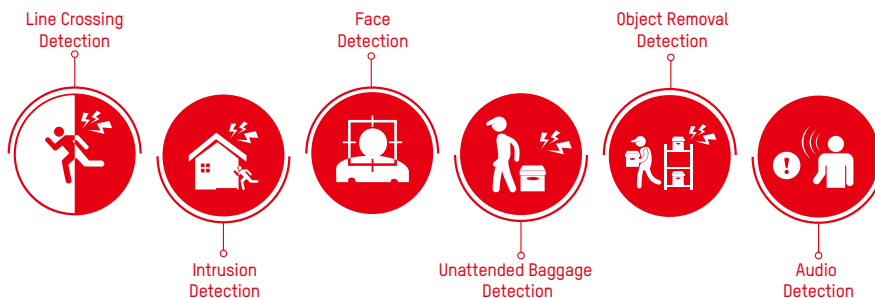 Line Crossing
Detection
Face
Detection
Object Removal
Detection
Intrusion
Detection
Unattended Baggage
Detection
Audio
Detection